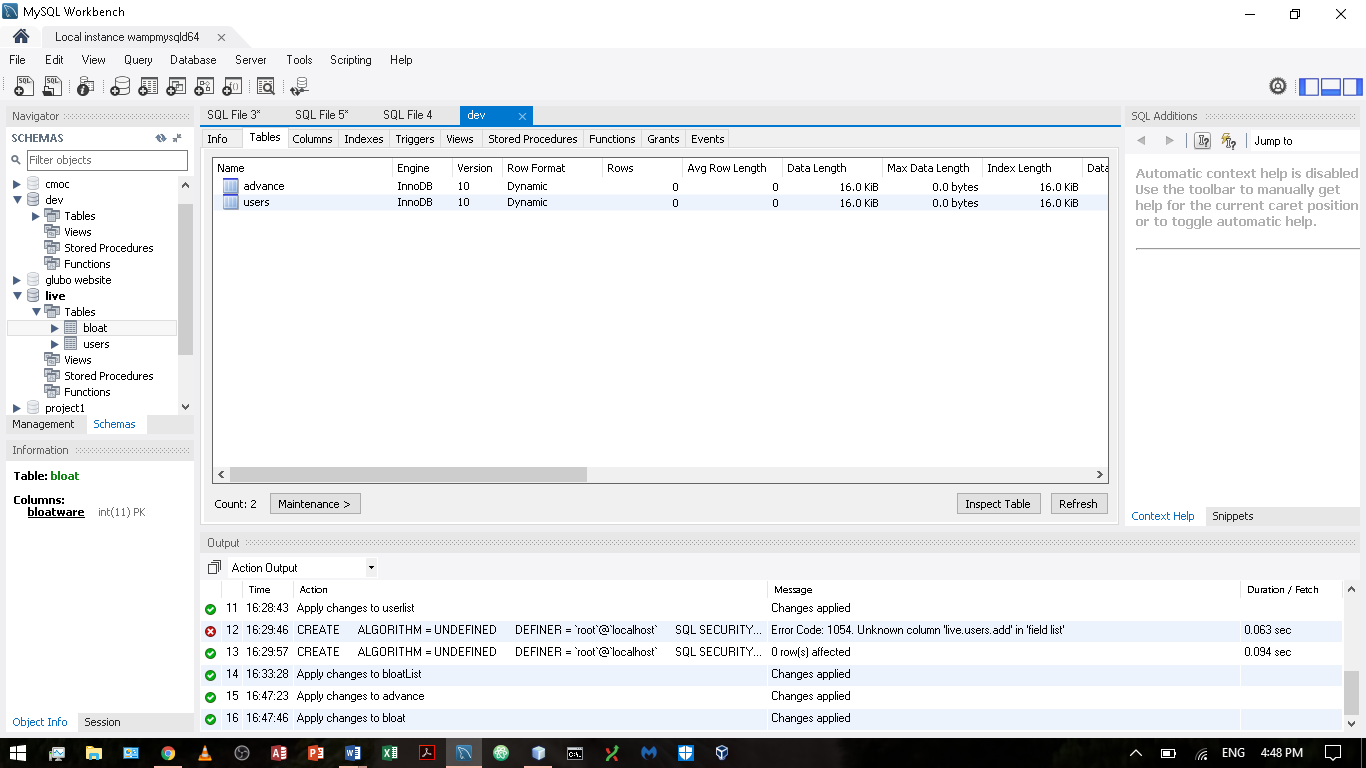 MySQL Workbench
Local instance wampmysqld64
File Edit View Query Database Server Tools Scripting Help
Navigator
SCHEMAS
Filter objects
cmoc
dev
Tables
Views
Stored Procedures
Functions
glubo website
live
Tables
bloat
users
Views
Stored Procedures
Functions
project1
Management Schemas
Information
Table: bloat
Columns:
bloatware int(11) PK
Object Info Session
SQL File 3* SQL File 5* SQL File 4 dev
Info Tables Columns Indexes Triggers Views Stored Procedures Functions Grants Events
Name Engine Version Row Format Rows Avg Row Length Data Length Max Data Length Index Length Data
advance InnoDB 10 Dynamic 0 0 16.0 KiB 0.0 bytes 16.0 KiB
users InnoDB 10 Dynamic 0 0 16.0 KiB 0.0 bytes 16.0 KiB
Count: 2 Maintenance > Inspect Table Refresh
SQL Additions
Jump to
Automatic context help is disabled
Use the toolbar to manually get
help for the current caret position
or to toggle automatic help.
Context Help Snippets
Output
Action Output
Time Action Message Duration / Fetch
11 16:28:43 Apply changes to userlist Changes applied
12 16:29:46 CREATE ALGORITHM = UNDEFINED DEFINER = `root`@`localhost` SQL SECURITY... Error Code: 1054. Unknown column 'live.users.add' in 'field list' 0.063 sec
13 16:29:57 CREATE ALGORITHM = UNDEFINED DEFINER = `root`@`localhost` SQL SECURITY... 0 row(s) affected 0.094 sec
14 16:33:28 Apply changes to bloatList Changes applied
15 16:47:23 Apply changes to advance Changes applied
16 16:47:46 Apply changes to bloat Changes applied
ENG 4:48 PM